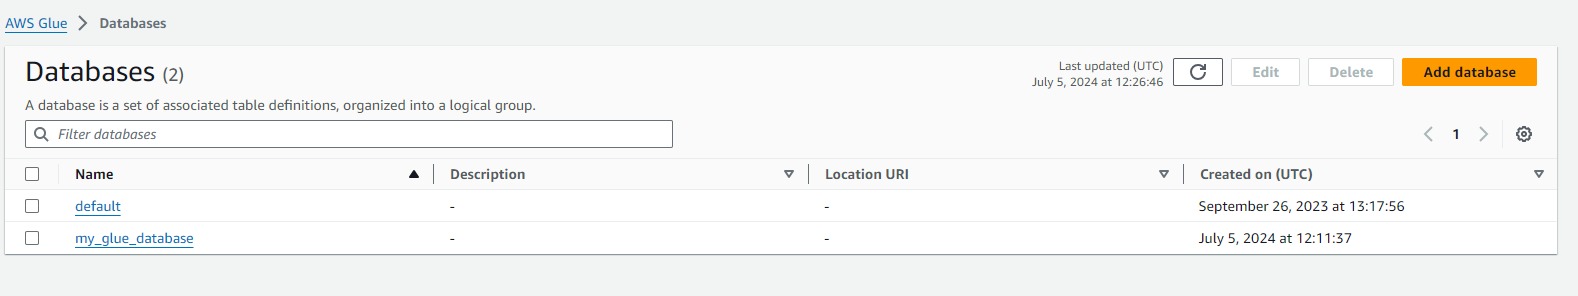 AWS Glue > Databases
Databases (2)
Last updated (UTC)
July 5, 2024 at 12:26:46
Edit
Delete
Add database
A database is a set of associated table definitions, organized into a logical group.
Filter databases
1
Name Description Location URI Created on (UTC)
default - - September 26, 2023 at 13:17:56
my_glue_database - - July 5, 2024 at 12:11:37